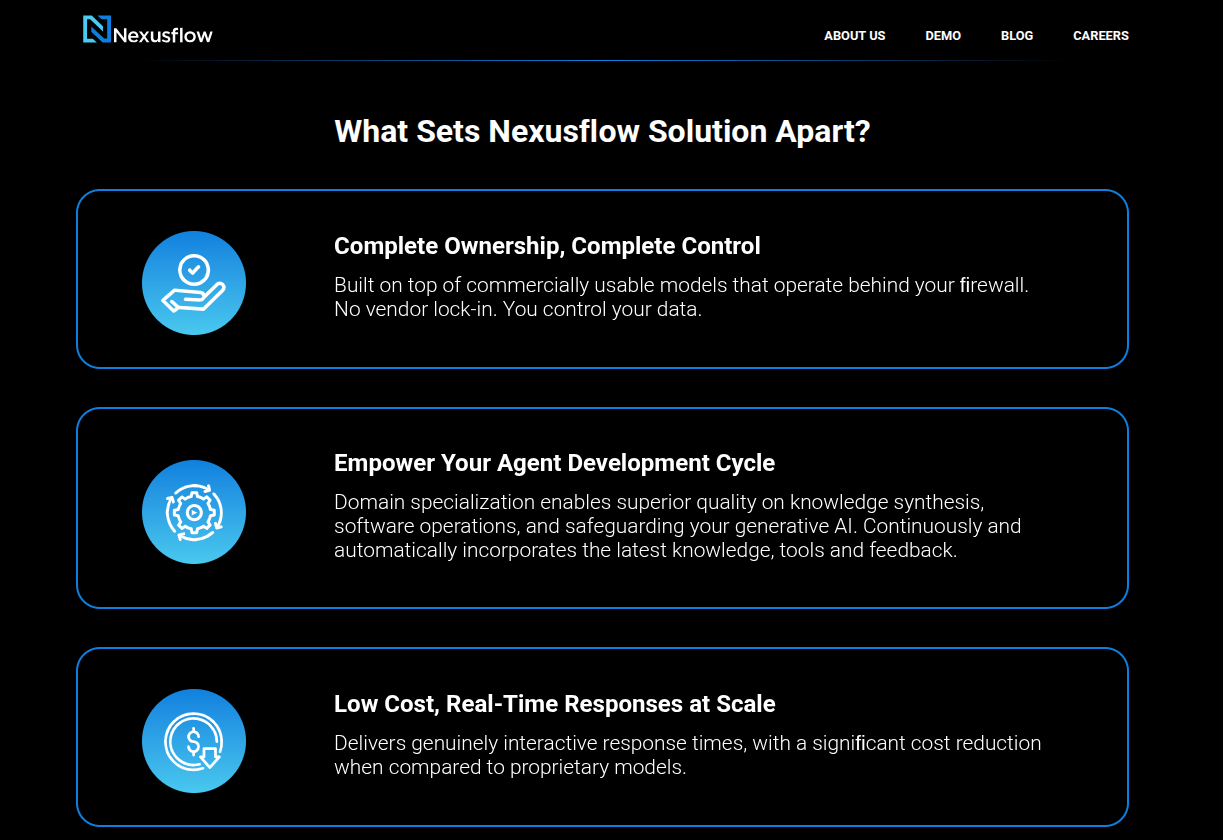 Nexusflow
ABOUT US DEMO BLOG CAREERS
What Sets Nexusflow Solution Apart?
Complete Ownership, Complete Control
Built on top of commercially usable models that operate behind your firewall.
No vendor lock-in. You control your data.
Empower Your Agent Development Cycle
Domain specialization enables superior quality on knowledge synthesis,
software operations, and safeguarding your generative AI. Continuously and
automatically incorporates the latest knowledge, tools and feedback.
$
Low Cost, Real-Time Responses at Scale
Delivers genuinely interactive response times, with a significant cost reduction
when compared to proprietary models.